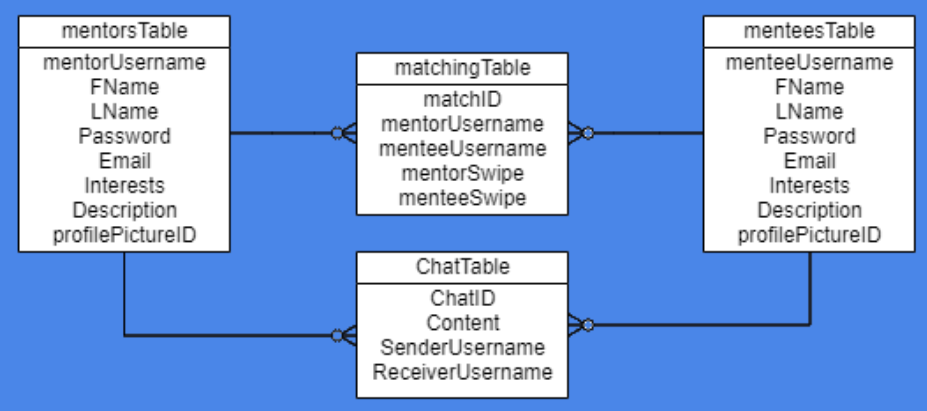 mentorsTable
mentorUsername
FName
LName
Password
Email
Interests
Description
profilePictureID
matchingTable
matchID
mentorUsername
menteeUsername
mentorSwipe
menteeSwipe
menteesTable
menteeUsername
FName
LName
Password
Email
Interests
Description
profilePictureID
ChatTable
ChatID
Content
SenderUsername
ReceiverUsername